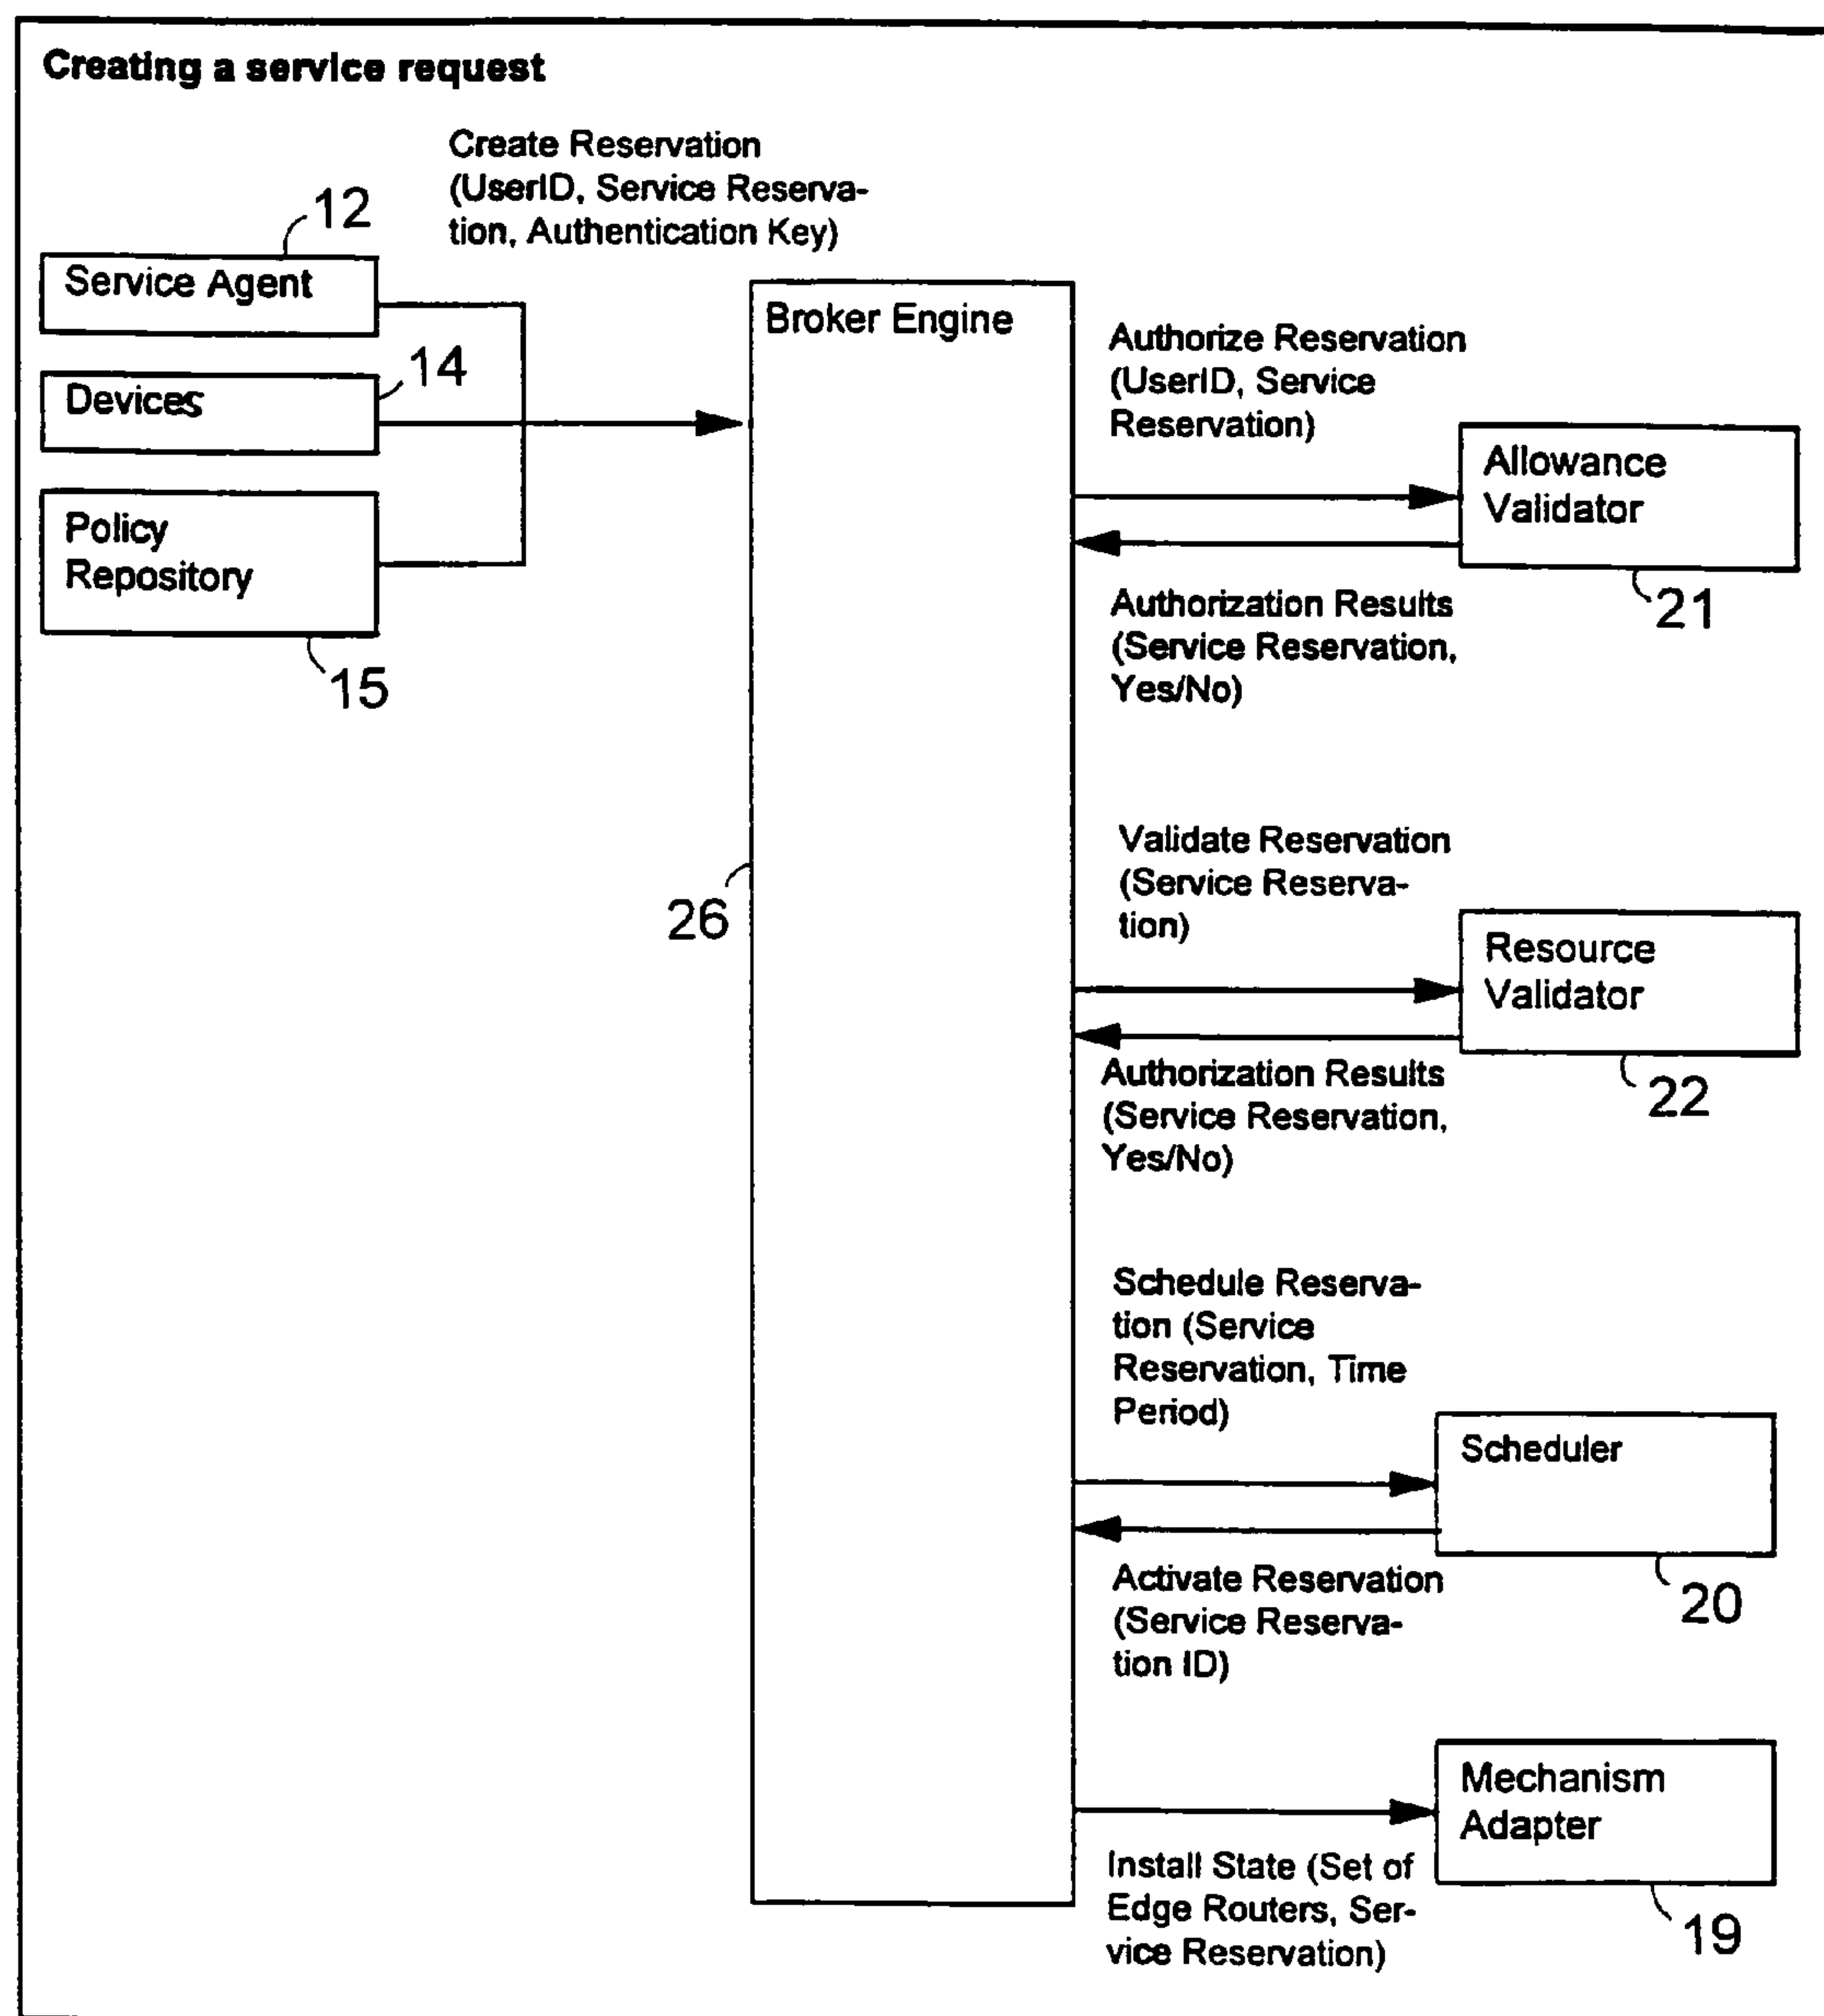 Creating a service request
Create Reservation
(UserID, Service Reserva-
tion, Authentication Key)
12
Service Agent
14
Devices
Policy
Repository
15
Broker Engine
26
Authorize Reservation
(UserID, Service
Reservation)
Allowance
Validator
21
Authorization Results
(Service Reservation,
Yes/No)
Validate Reservation
(Service Reserva-
tion)
Resource
Validator
22
Authorization Results
(Service Reservation,
Yes/No)
Schedule Reserva-
tion (Service
Reservation, Time
Period)
Scheduler
20
Activate Reservation
(Service Reserva-
tion ID)
Mechanism
Adapter
19
Install State (Set of
Edge Routers, Ser-
vice Reservation)